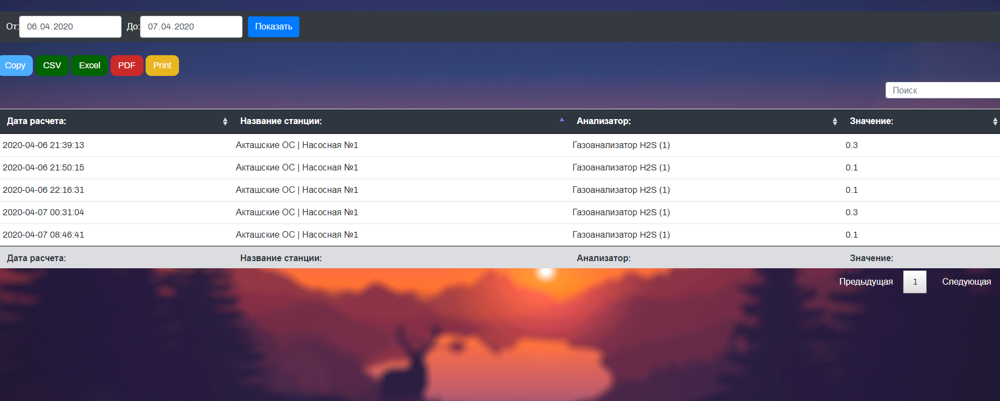 От: 06.04.2020 До: 07.04.2020 Показать
Copy CSV Excel PDF Print
Поиск
Дата расчета: Название станции: Анализатор: Значение:
2020-04-06 21:39:13 Акташские ОС | Насосная №1 Газоанализатор H2S (1) 0.3
2020-04-06 21:50:15 Акташские ОС | Насосная №1 Газоанализатор H2S (1) 0.1
2020-04-06 22:16:31 Акташские ОС | Насосная №1 Газоанализатор H2S (1) 0.1
2020-04-07 00:31:04 Акташские ОС | Насосная №1 Газоанализатор H2S (1) 0.3
2020-04-07 08:46:41 Акташские ОС | Насосная №1 Газоанализатор H2S (1) 0.1
Дата расчета: Название станции: Анализатор: Значение:
Предыдущая 1 Следующая